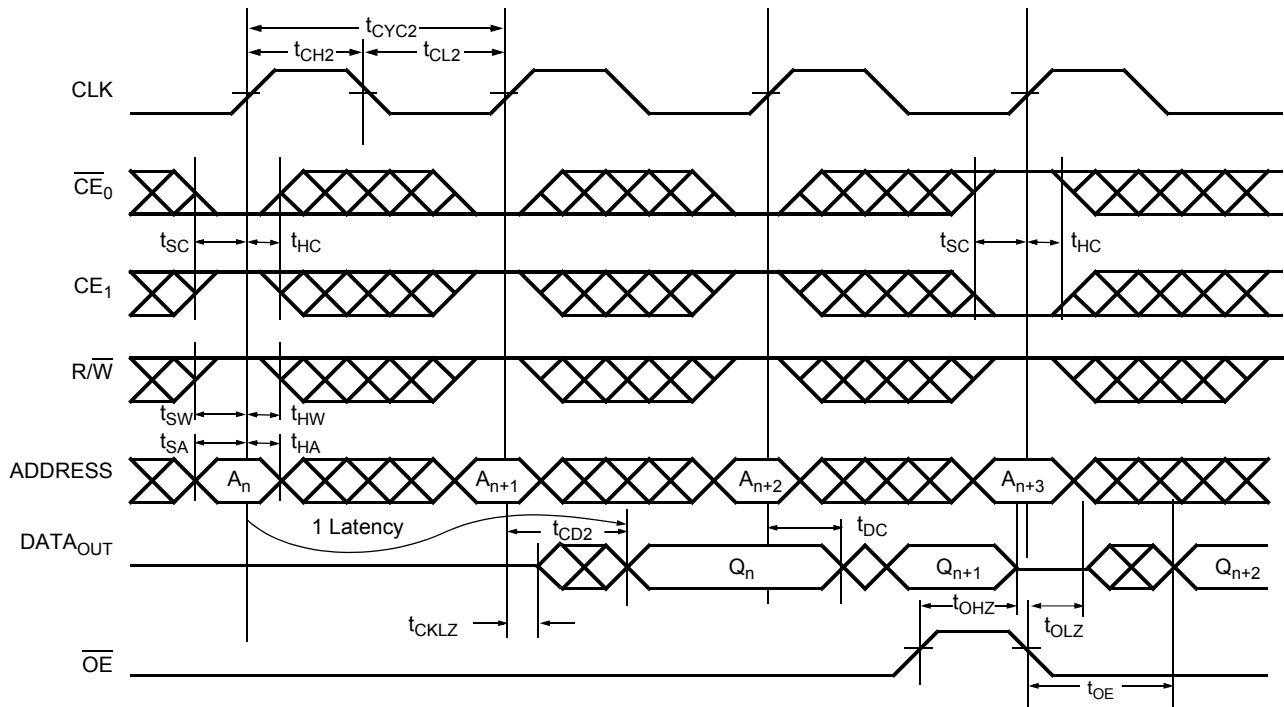 tCYC2
tCH2 tCL2
CLK
CE0
tSC tHC tSC tHC
CE1
R/W
tSW tHW
tSA tHA
ADDRESS An An+1 An+2 An+3
1 Latency tCD2 tDC
DATAOUT Qn Qn+1 Qn+2
tCKLZ tOHZ tOLZ
OE
tOE